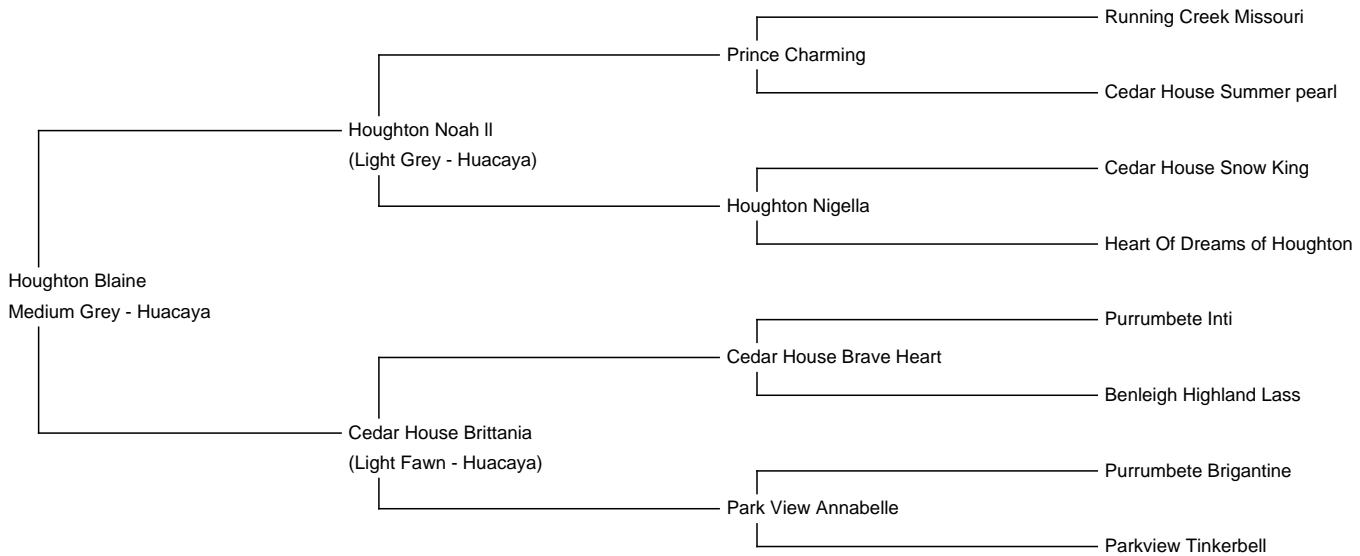 Running Creek Missouri
Prince Charming
Cedar House Summer pearl
Houghton Noah ll
(Light Grey - Huacaya)
Cedar House Snow King
Houghton Nigella
Heart Of Dreams of Houghton
Houghton Blaine
Medium Grey - Huacaya
Purrumbete Inti
Cedar House Brave Heart
Benleigh Highland Lass
Cedar House Brittania
(Light Fawn - Huacaya)
Purrumbete Brigantine
Park View Annabelle
Parkview Tinkerbell